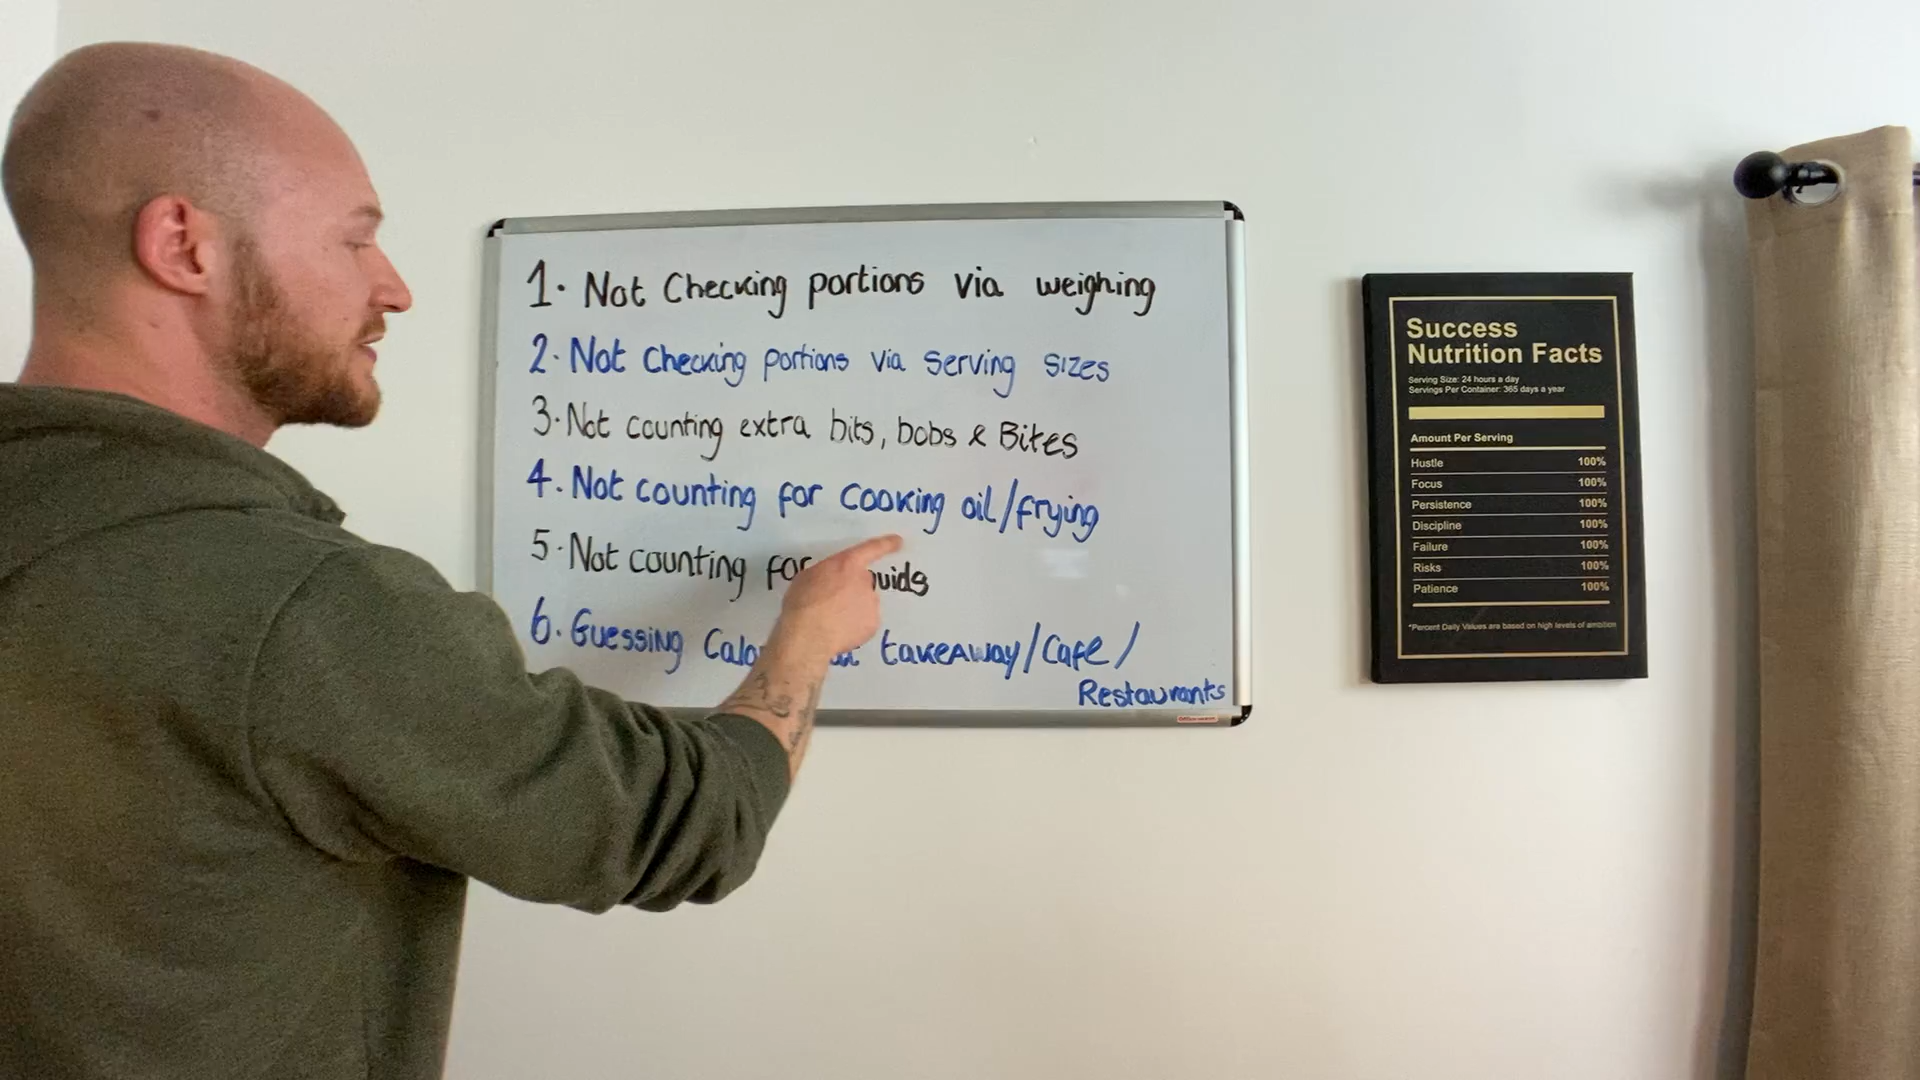 1. Not Checking portions via weighing
2. Not Checking portions via Serving sizes
3. Not counting extra bits, bobs & Bites
4. Not counting for cooking oil/frying
5. Not counting for
6. Guessing takeAway/Cafe/
Restaurants
Success
Nutrition Facts
Serving Size: 24 hours a day
Servings Per Container: 365 days a year
Amount Per Serving
Hustle 100%
Focus 100%
Persistence 100%
Discipline 100%
Failure 100%
Risks 100%
Patience 100%
*Percent Daily Values are based on high levels of ambition